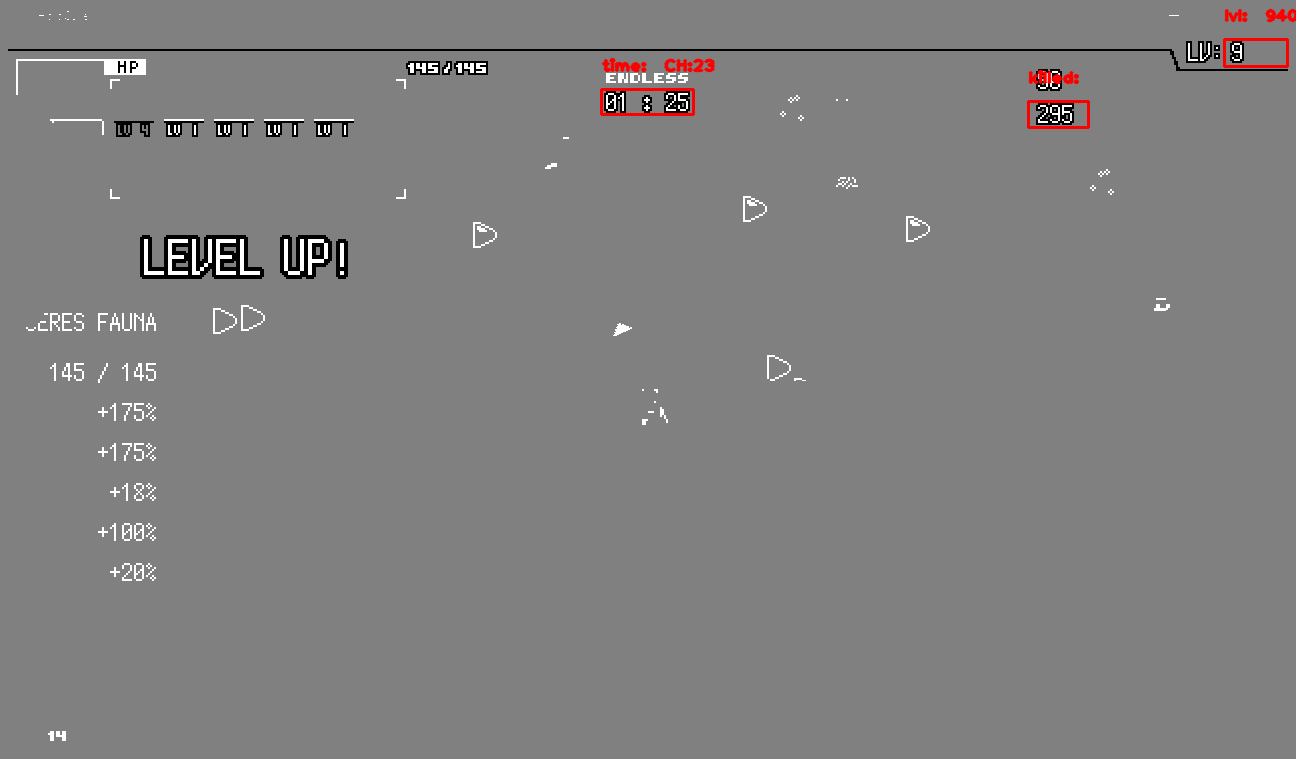 lvl: 940
LV: 9
HP
145 / 145
time: CH:23
ENDLESS
01 : 25
killed:
295
LV 4 LV 1 LV 1 LV 1 LV 1
LEVEL UP!
CERES FAUNA
145 / 145
+175%
+175%
+18%
+100%
+20%
14